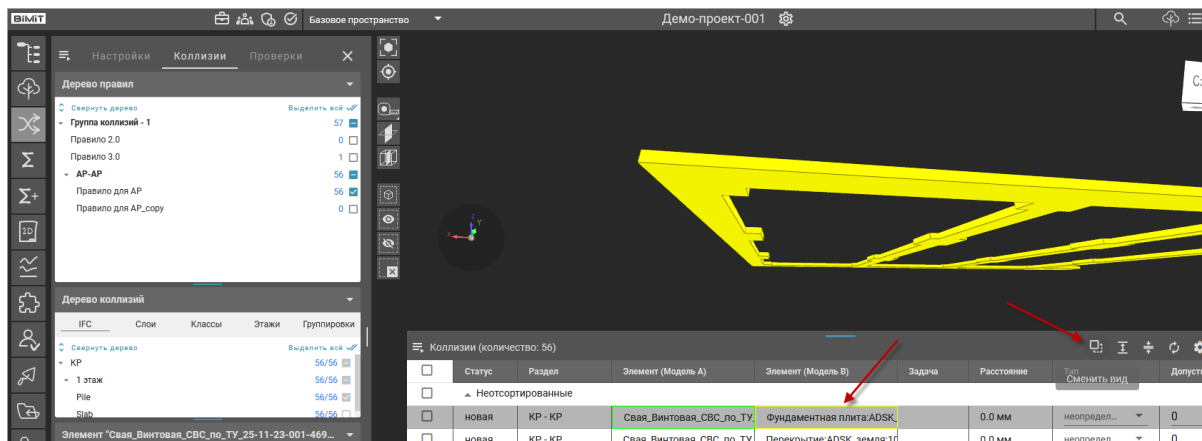 BIMIT Базовое пространство Демо-проект-001
Настройки Коллизии Проверки
Дерево правил
Свернуть дерево Выделить всё
Группа коллизий - 1 57
Правило 2.0 0
Правило 3.0 1
АР-АР 56
Правило для АР 56
Правило для АР_copy 0
Дерево коллизий
IFC Слои Классы Этажи Группировки
Свернуть дерево Выделить всё
КР 56/56
1 этаж 56/56
Pile 56/56
Slab 56/56
Элемент "Свая_Винтовая_СВС_по_ТУ_25-11-23-001-469...
2D
Z
Y
X
Коллизии (количество: 56)
Статус Раздел Элемент (Модель A) Элемент (Модель B) Задача Расстояние Тип Допуст
Сменить вид
Неотсортированные
новая КР - КР Свая_Винтовая_СВС_по_ТУ_ Фундаментная плита:ADSK_ 0.0 мм неопредел... 0
новая КР - КР Свая_Винтовая_СВС_по_ТУ Перекрытие:ADSK_земля:10 0.0 мм неопредел... 0